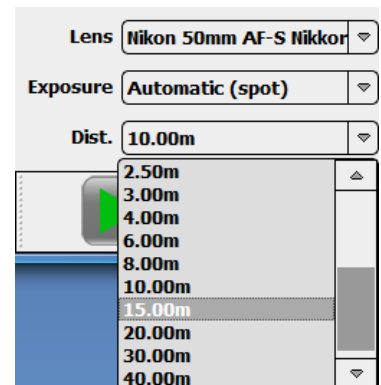 Lens Nikon 50mm AF-S Nikkor
Exposure Automatic (spot)
Dist. 10.00m
2.50m
3.00m
4.00m
6.00m
8.00m
10.00m
15.00m
20.00m
30.00m
40.00m